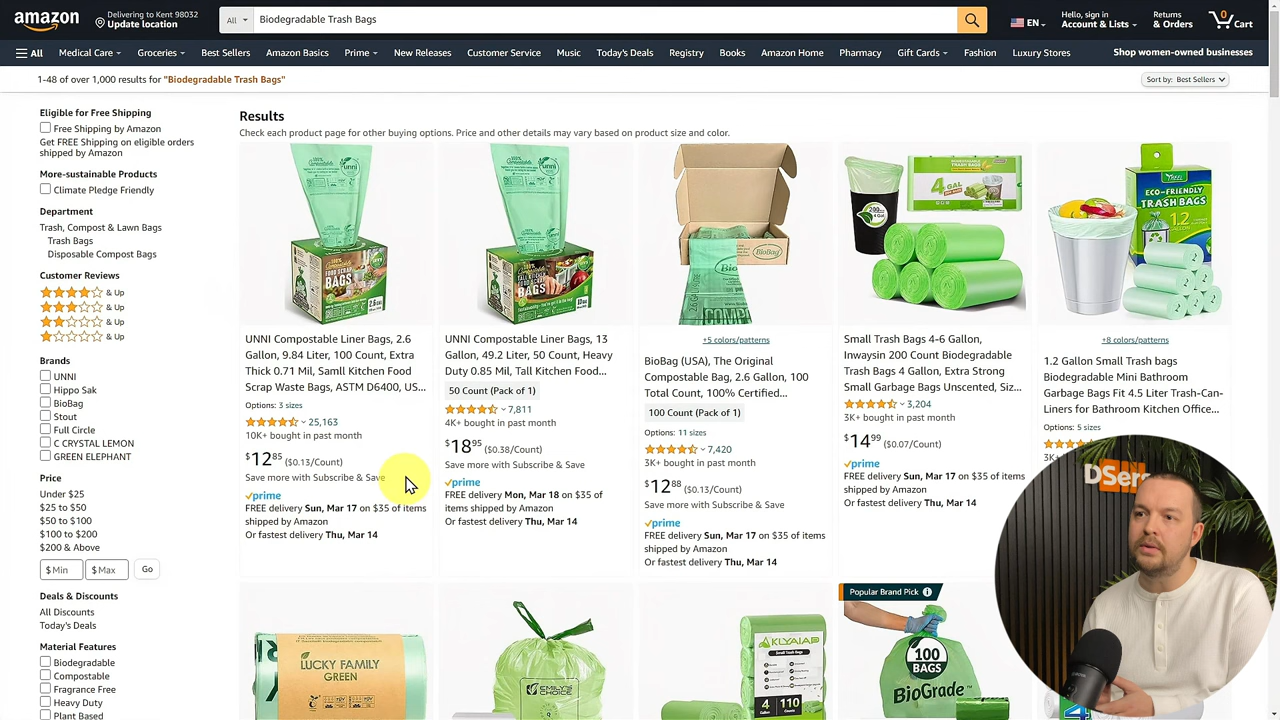 amazon
Delivering to Kent 98032
Update location
All
Biodegradable Trash Bags
EN
Hello, sign in
Account & Lists
Returns
& Orders
0
Cart
All
Medical Care
Groceries
Best Sellers
Amazon Basics
Prime
New Releases
Customer Service
Music
Today's Deals
Registry
Books
Amazon Home
Pharmacy
Gift Cards
Fashion
Luxury Stores
Shop women-owned businesses
1-48 of over 1,000 results for "Biodegradable Trash Bags"
Sort by: Best Sellers
Eligible for Free Shipping
Free Shipping by Amazon
Get FREE Shipping on eligible orders
shipped by Amazon
More-sustainable Products
Climate Pledge Friendly
Department
Trash, Compost & Lawn Bags
Trash Bags
Disposable Compost Bags
Customer Reviews
& Up
& Up
& Up
& Up
Brands
UNNI
Hippo Sak
BioBag
Stout
Full Circle
C CRYSTAL LEMON
GREEN ELEPHANT
Price
Under $25
$25 to $50
$50 to $100
$100 to $200
$200 & Above
$ Min
$ Max
Go
Deals & Discounts
All Discounts
Today's Deals
Material Features
Biodegradable
Compostable
Fragrance Free
Heavy Duty
Plant Based
Results
Check each product page for other buying options. Price and other details may vary based on product size and color.
UNNI Compostable Liner Bags, 2.6
Gallon, 9.84 Liter, 100 Count, Extra
Thick 0.71 Mil, Samll Kitchen Food
Scrap Waste Bags, ASTM D6400, US...
Options: 3 sizes
25,163
10K+ bought in past month
$12 85 ($0.13/Count)
Save more with Subscribe & Save
prime
FREE delivery Sun, Mar 17 on $35 of items
shipped by Amazon
Or fastest delivery Thu, Mar 14
UNNI Compostable Liner Bags, 13
Gallon, 49.2 Liter, 50 Count, Heavy
Duty 0.85 Mil, Tall Kitchen Food...
50 Count (Pack of 1)
7,811
4K+ bought in past month
$18 95 ($0.38/Count)
Save more with Subscribe & Save
prime
FREE delivery Mon, Mar 18 on $35 of
items shipped by Amazon
Or fastest delivery Thu, Mar 14
BioBag
+5 colors/patterns
BioBag (USA), The Original
Compostable Bag, 2.6 Gallon, 100
Total Count, 100% Certified...
100 Count (Pack of 1)
Options: 11 sizes
7,420
3K+ bought in past month
$12 88 ($0.13/Count)
Save more with Subscribe & Save
prime
FREE delivery Sun, Mar 17 on $35 of items
shipped by Amazon
Or fastest delivery Thu, Mar 14
4 GAL
Small Trash Bags 4-6 Gallon,
Inwaysin 200 Count Biodegradable
Trash Bags 4 Gallon, Extra Strong
Small Garbage Bags Unscented, Siz...
3,204
3K+ bought in past month
$14 99 ($0.07/Count)
prime
FREE delivery Sun, Mar 17 on $35 of items
shipped by Amazon
Or fastest delivery Thu, Mar 14
ECO-FRIENDLY
TRASH BAGS
1.2
+8 colors/patterns
1.2 Gallon Small Trash bags
Biodegradable Mini Bathroom
Garbage Bags Fit 4.5 Liter Trash-Can-
Liners for Bathroom Kitchen Office...
Options: 5 sizes
LUCKY FAMILY
GREEN
KLYAIAP
Small Trash Bags
4 110
Popular Brand Pick
100
BAGS
BioGrade
DSers